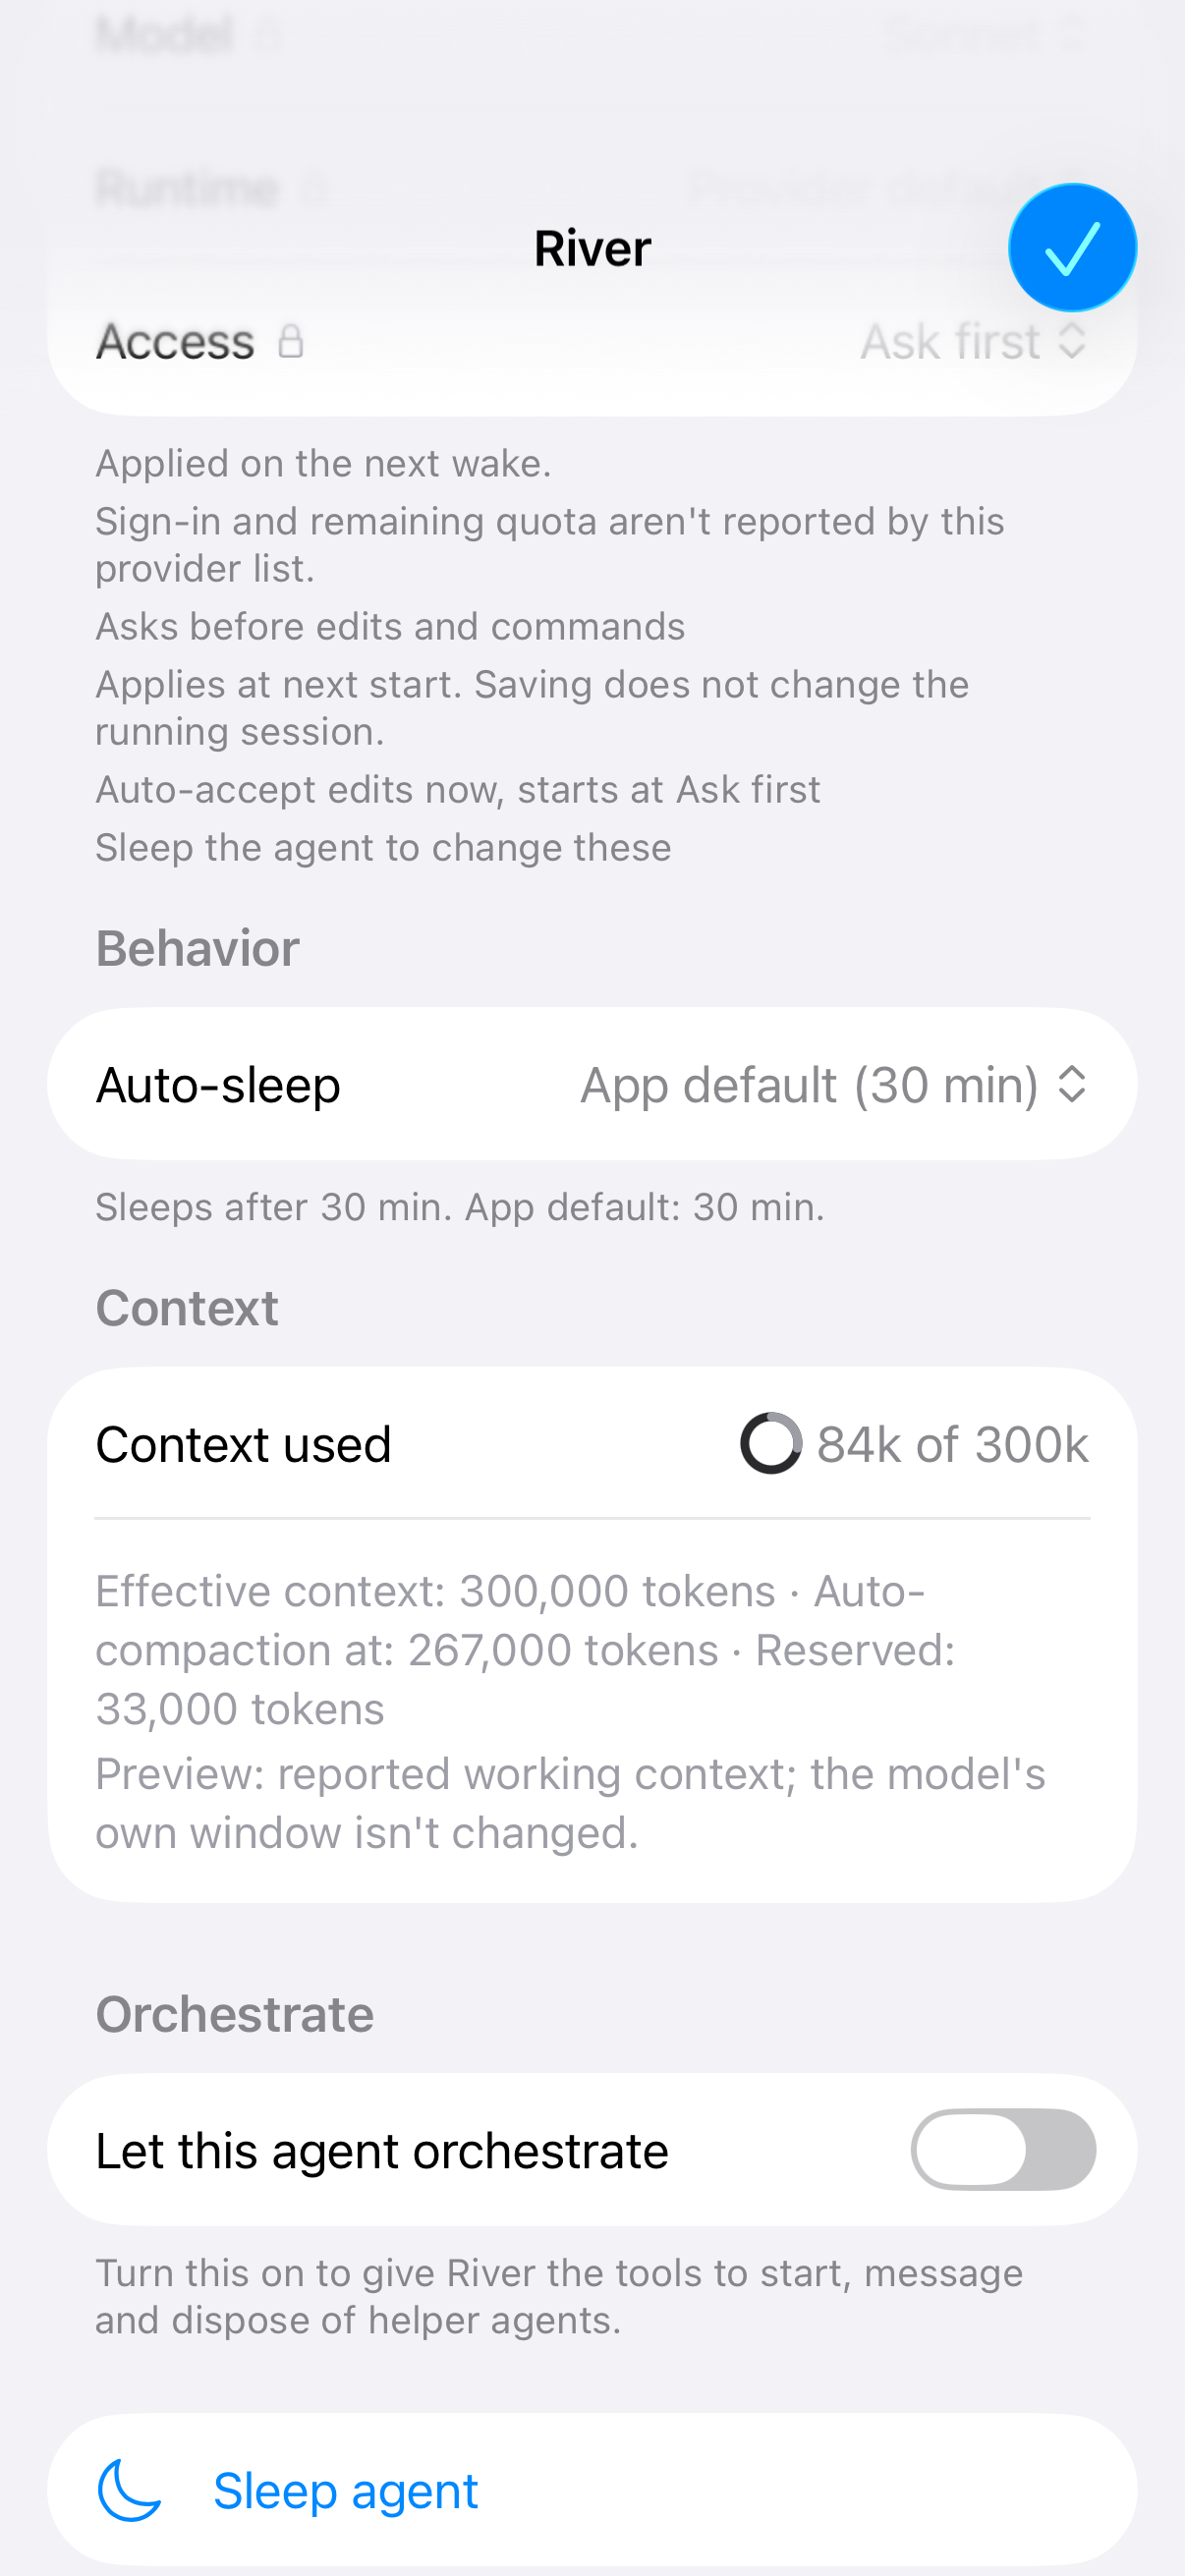 Model
Sonnet
Runtime
Provider default
River
Access
Ask first
Applied on the next wake.
Sign-in and remaining quota aren't reported by this
provider list.
Asks before edits and commands
Applies at next start. Saving does not change the
running session.
Auto-accept edits now, starts at Ask first
Sleep the agent to change these
Behavior
Auto-sleep
App default (30 min)
Sleeps after 30 min. App default: 30 min.
Context
Context used
84k of 300k
Effective context: 300,000 tokens · Auto-
compaction at: 267,000 tokens · Reserved:
33,000 tokens
Preview: reported working context; the model's
own window isn't changed.
Orchestrate
Let this agent orchestrate
Turn this on to give River the tools to start, message
and dispose of helper agents.
Sleep agent